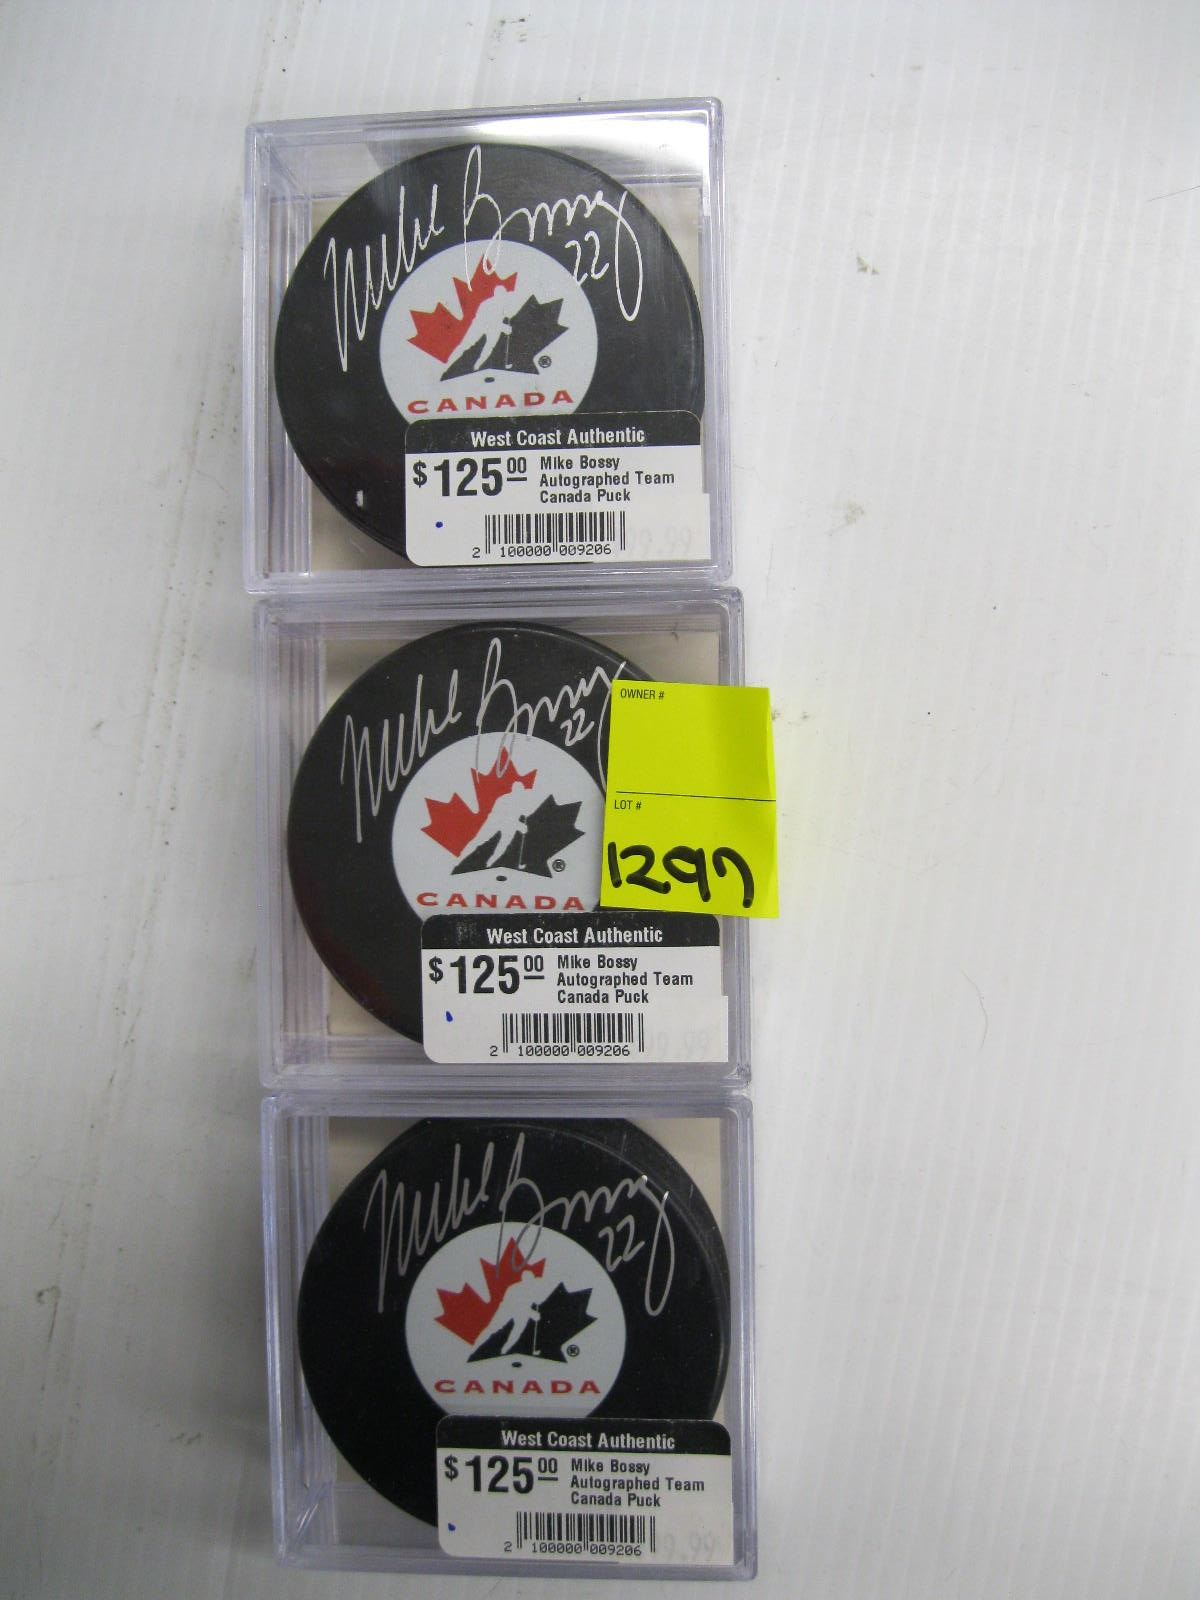 Mike Bossy
22
®
CANADA
West Coast Authentic
$125.00 Mike Bossy
Autographed Team
Canada Puck
99.99
2 100000 009206
Mike Bossy
22
OWNER #
LOT #
1297
®
CANADA
West Coast Authentic
$125.00 Mike Bossy
Autographed Team
Canada Puck
2 100000 009206
Mike Bossy
22
®
CANADA
West Coast Authentic
$125.00 Mike Bossy
Autographed Team
Canada Puck
2 100000 009206